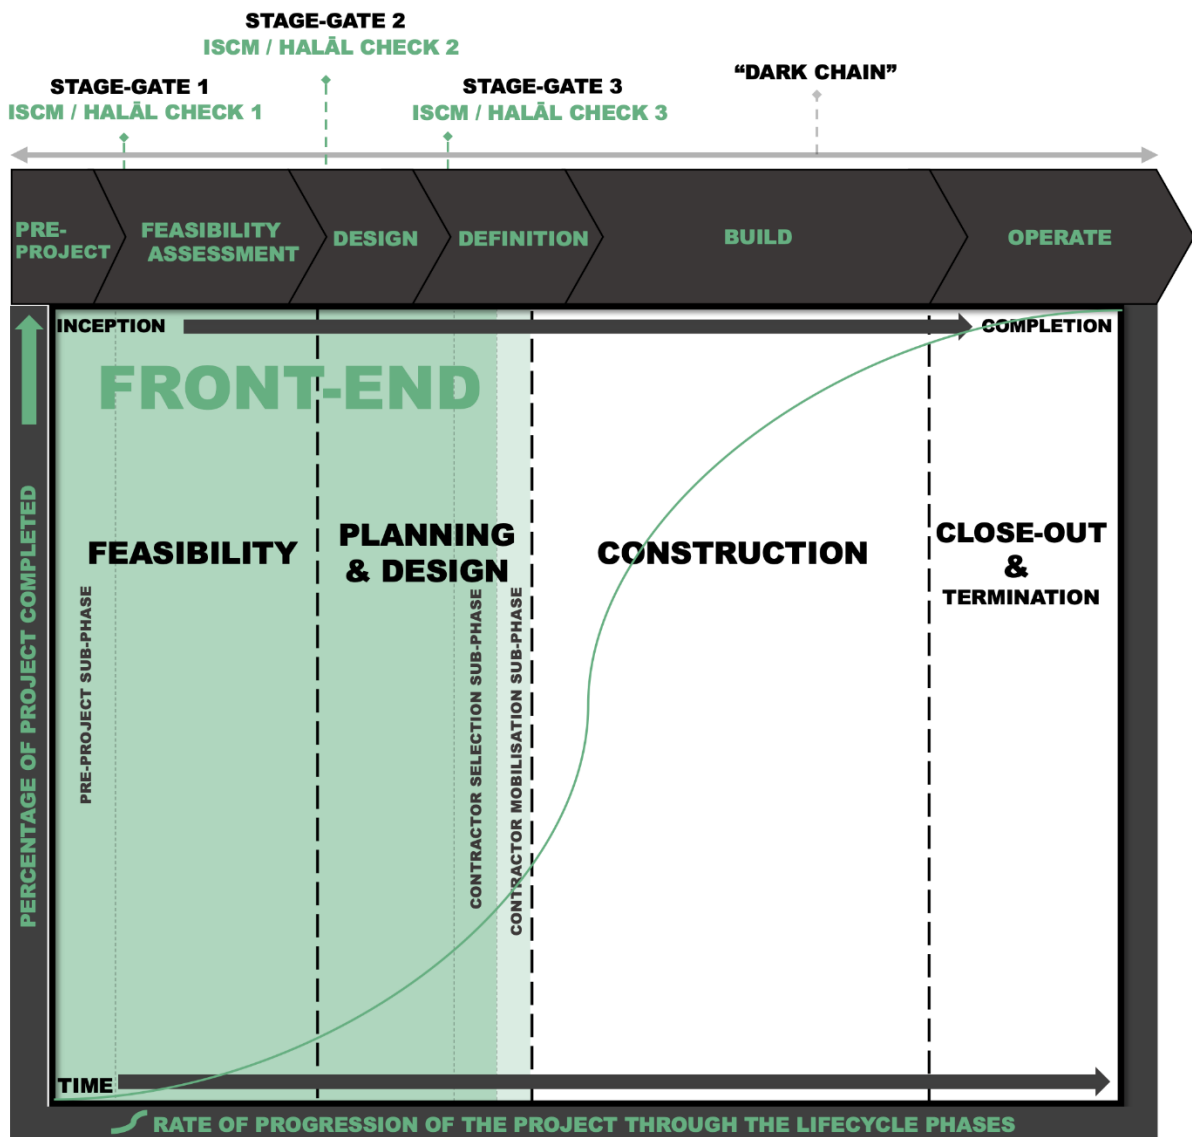 STAGE-GATE 2
ISCM / HALĀL CHECK 2
STAGE-GATE 1
ISCM / HALĀL CHECK 1
STAGE-GATE 3
ISCM / HALĀL CHECK 3
“DARK CHAIN”
PRE-
PROJECT
FEASIBILITY
ASSESSMENT
DESIGN
DEFINITION
BUILD
OPERATE
INCEPTION
COMPLETION
FRONT-END
FEASIBILITY
PLANNING
& DESIGN
CONSTRUCTION
CLOSE-OUT
&
TERMINATION
PRE-PROJECT SUB-PHASE
CONTRACTOR SELECTION SUB-PHASE
CONTRACTOR MOBILISATION SUB-PHASE
PERCENTAGE OF PROJECT COMPLETED
TIME
RATE OF PROGRESSION OF THE PROJECT THROUGH THE LIFECYCLE PHASES